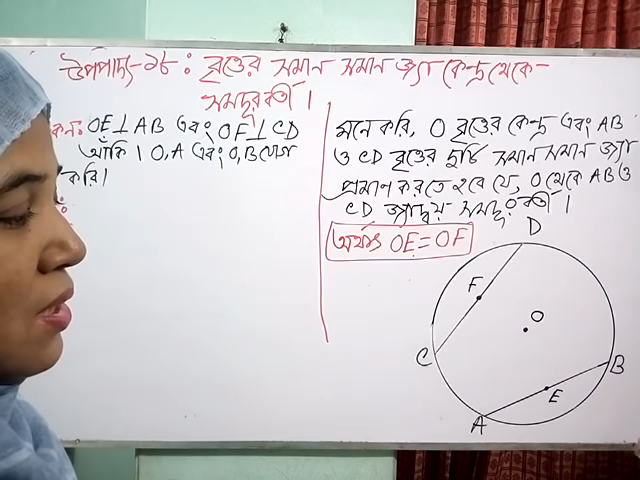 উপপাদ্য-১৮: বৃত্তের সমান সমান জ্যা কেন্দ্র থেকে
সমদূরবর্তী।
কন: OE⊥AB এবং OF⊥CD
আঁকি। O,A এবং O,B যোগ
করি।
মনে করি, O বৃত্তের কেন্দ্র এবং AB
ও CD বৃত্তের দুটি সমান সমান জ্যা
প্রমাণ করতে হবে যে, O থেকে AB ও
CD জ্যাদ্বয় সমদূরবর্তী।
অর্থাৎ OE=OF
D
F
O
C
B
E
A